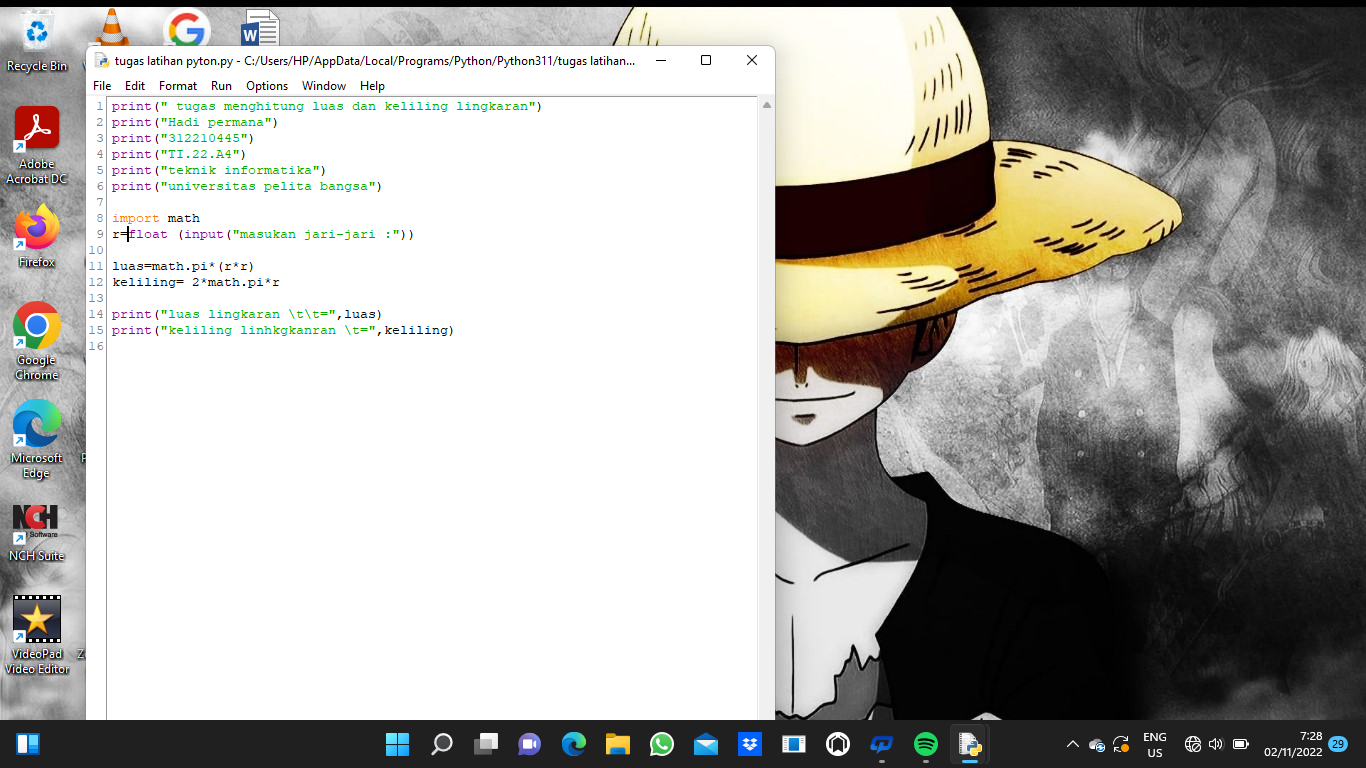 Recycle Bin
Adobe
Acrobat DC
Firefox
Google
Chrome
Microsoft
Edge
NCH
Software
NCH Suite
VideoPad
Video Editor
tugas latihan pyton.py - C:/Users/HP/AppData/Local/Programs/Python/Python311/tugas latihan...
File Edit Format Run Options Window Help
1 print(" tugas menghitung luas dan keliling lingkaran")
2 print("Hadi permana")
3 print("312210445")
4 print("TI.22.A4")
5 print("teknik informatika")
6 print("universitas pelita bangsa")
7
8 import math
9 r=float (input("masukan jari-jari :"))
10
11 luas=math.pi*(r*r)
12 keliling= 2*math.pi*r
13
14 print("luas lingkaran \t\t=",luas)
15 print("keliling linhkgkanran \t=",keliling)
16
ENG
US
7:28
02/11/2022
29